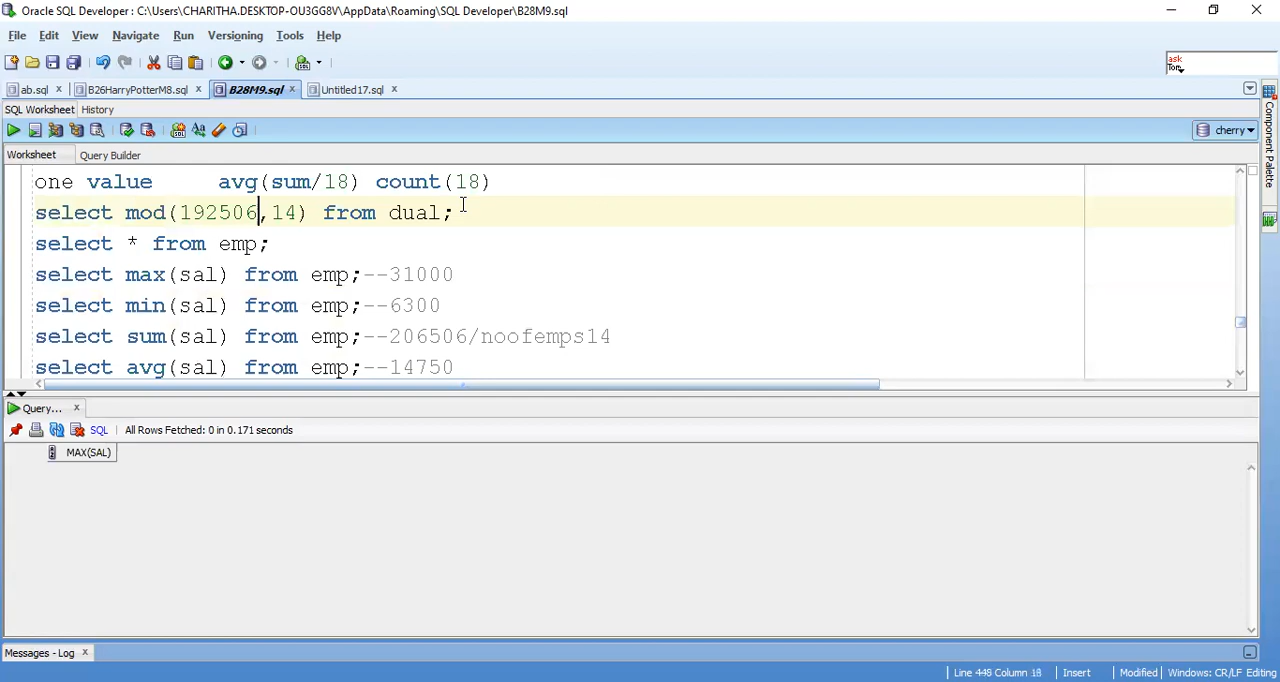 Oracle SQL Developer : C:\Users\CHARITHA.DESKTOP-OU3GG8V\AppData\Roaming\SQL Developer\B28M9.sql
File Edit View Navigate Run Versioning Tools Help
ask
Tom
ab.sql x B26HarryPotterM8.sql x B28M9.sql x Untitled17.sql x
SQL Worksheet History
cherry
Worksheet Query Builder
Component Palette
one value avg(sum/18) count(18)
select mod(192506,14) from dual;
select * from emp;
select max(sal) from emp;--31000
select min(sal) from emp;--6300
select sum(sal) from emp;--206506/noofemps14
select avg(sal) from emp;--14750
Query... x
SQL All Rows Fetched: 0 in 0.171 seconds
MAX(SAL)
Messages - Log x
Line 448 Column 18 Insert Modified Windows: CR/LF Editing